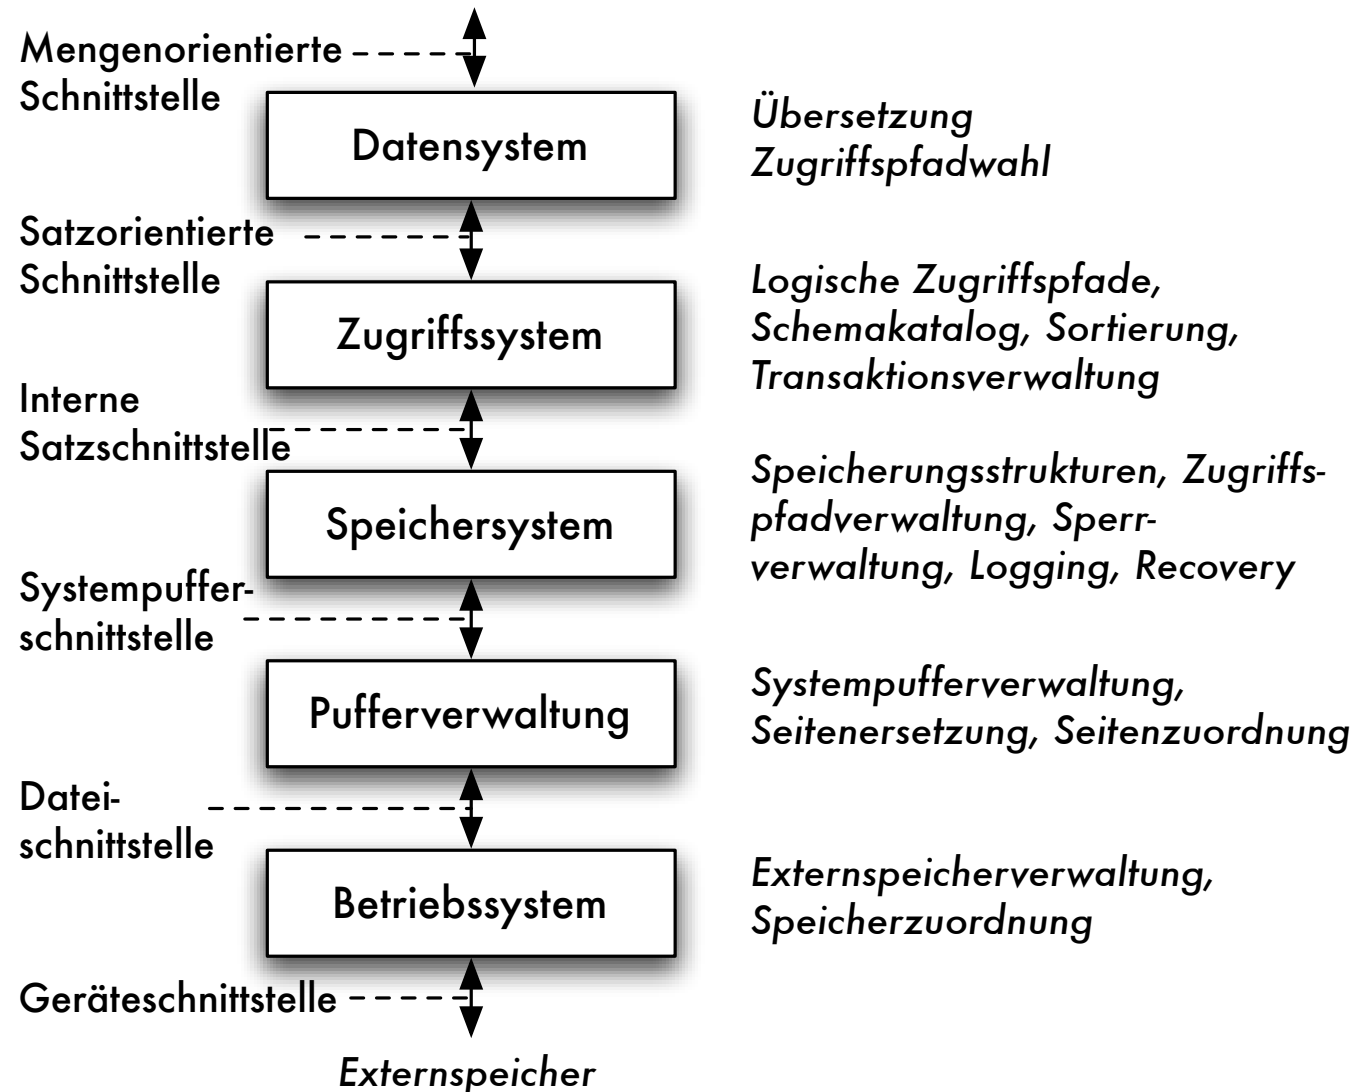 Mengenorientierte
Schnittstelle
Datensystem
Übersetzung
Zugriffspfadwahl
Satzorientierte
Schnittstelle
Zugriffssystem
Logische Zugriffspfade,
Schemakatalog, Sortierung,
Transaktionsverwaltung
Interne
Satzschnittstelle
Speichersystem
Speicherungsstrukturen, Zugriffs-
pfadverwaltung, Sperr-
verwaltung, Logging, Recovery
Systempuffer-
schnittstelle
Pufferverwaltung
Systempufferverwaltung,
Seitenersetzung, Seitenzuordnung
Datei-
schnittstelle
Betriebssystem
Externspeicherverwaltung,
Speicherzuordnung
Geräteschnittstelle
Externspeicher